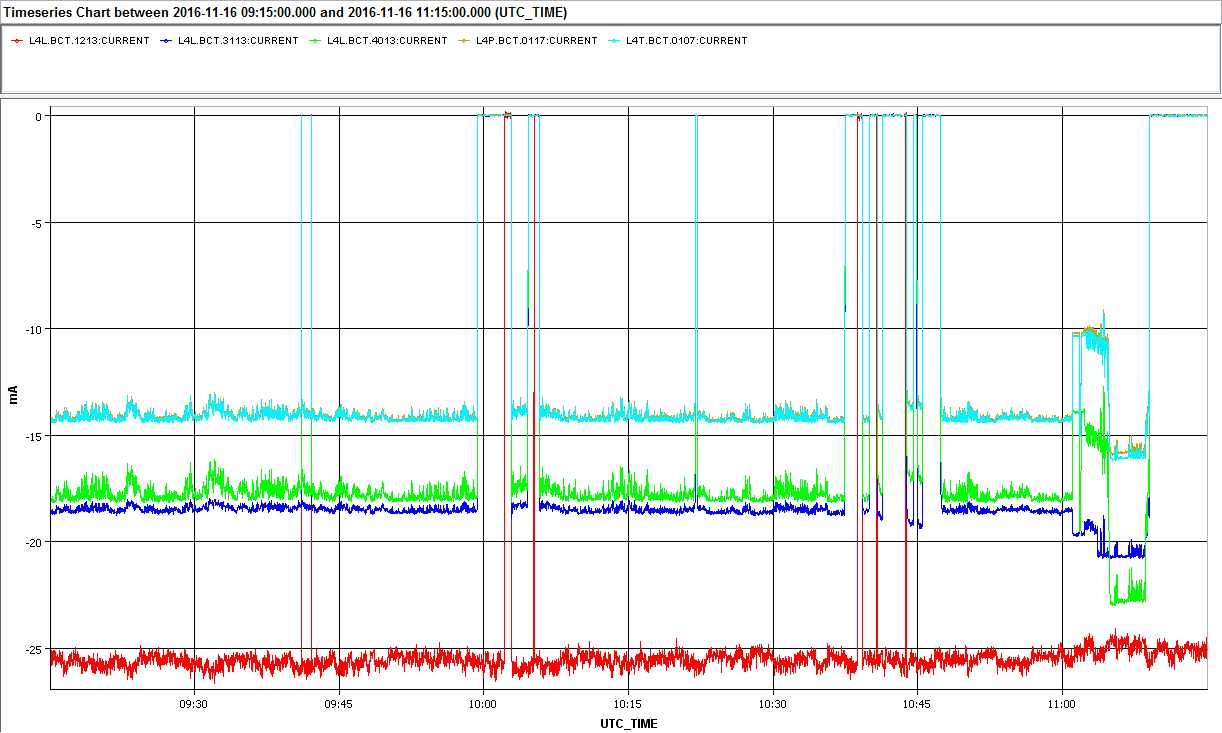 Timeseries Chart between 2016-11-16 09:15:00.000 and 2016-11-16 11:15:00.000 (UTC_TIME)
L4L.BCT.1213:CURRENT L4L.BCT.3113:CURRENT L4L.BCT.4013:CURRENT L4P.BCT.0117:CURRENT L4T.BCT.0107:CURRENT
0
-5
-10
mA
-15
-20
-25
09:30 09:45 10:00 10:15 10:30 10:45 11:00
UTC_TIME